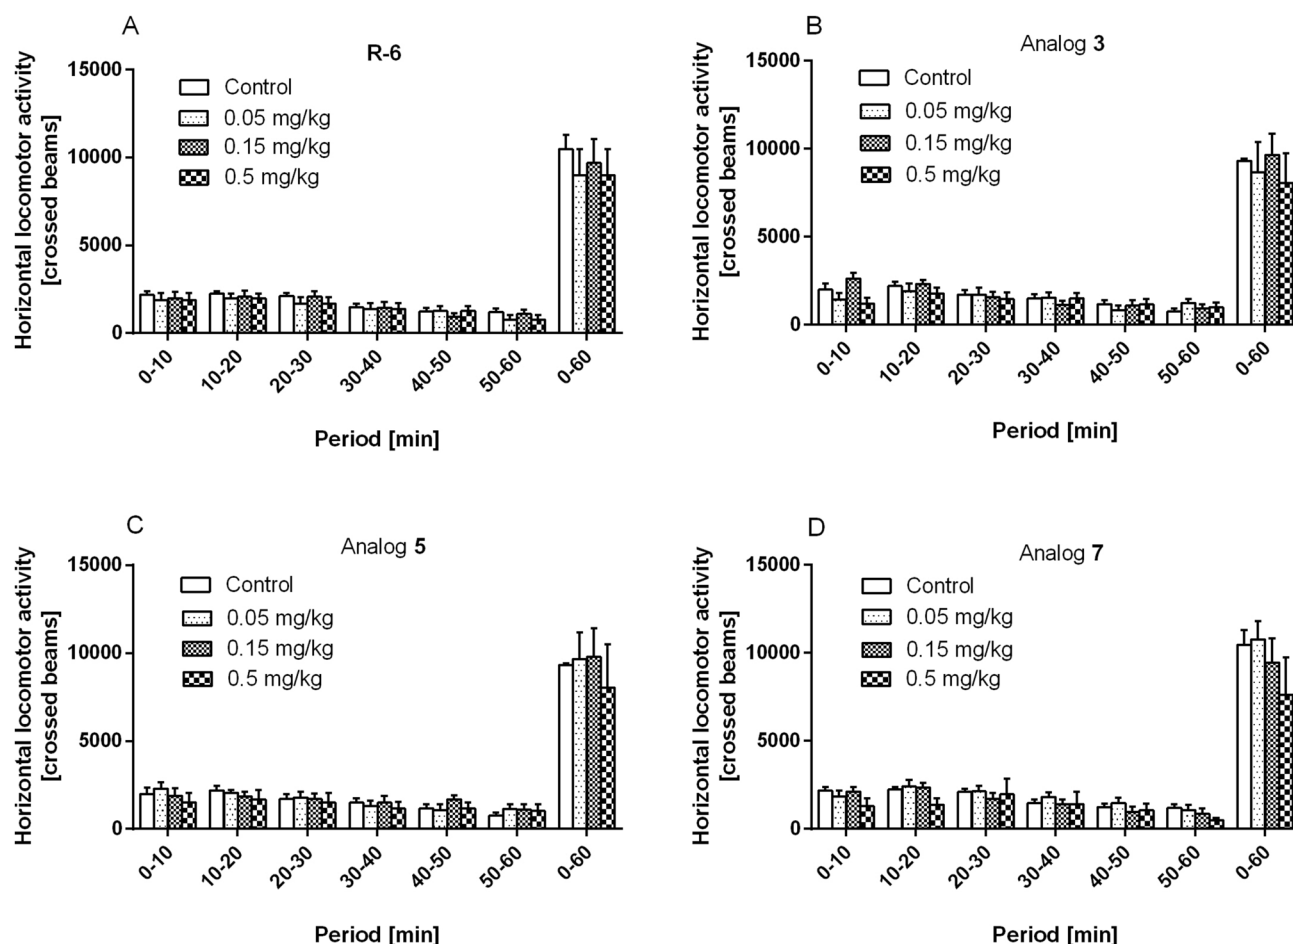 A
R-6
Horizontal locomotor activity
[crossed beams]
15000
10000
5000
0
Control
0.05 mg/kg
0.15 mg/kg
0.5 mg/kg
0-10
10-20
20-30
30-40
40-50
50-60
0-60
Period [min]
B
Analog 3
Horizontal locomotor activity
[crossed beams]
15000
10000
5000
0
Control
0.05 mg/kg
0.15 mg/kg
0.5 mg/kg
0-10
10-20
20-30
30-40
40-50
50-60
0-60
Period [min]
C
Analog 5
Horizontal locomotor activity
[crossed beams]
15000
10000
5000
0
Control
0.05 mg/kg
0.15 mg/kg
0.5 mg/kg
0-10
10-20
20-30
30-40
40-50
50-60
0-60
Period [min]
D
Analog 7
Horizontal locomotor activity
[crossed beams]
15000
10000
5000
0
Control
0.05 mg/kg
0.15 mg/kg
0.5 mg/kg
0-10
10-20
20-30
30-40
40-50
50-60
0-60
Period [min]